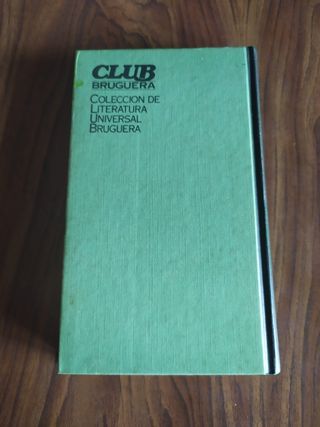 CLUB
BRUGUERA
COLECCION DE
LITERATURA
UNIVERSAL
BRUGUERA